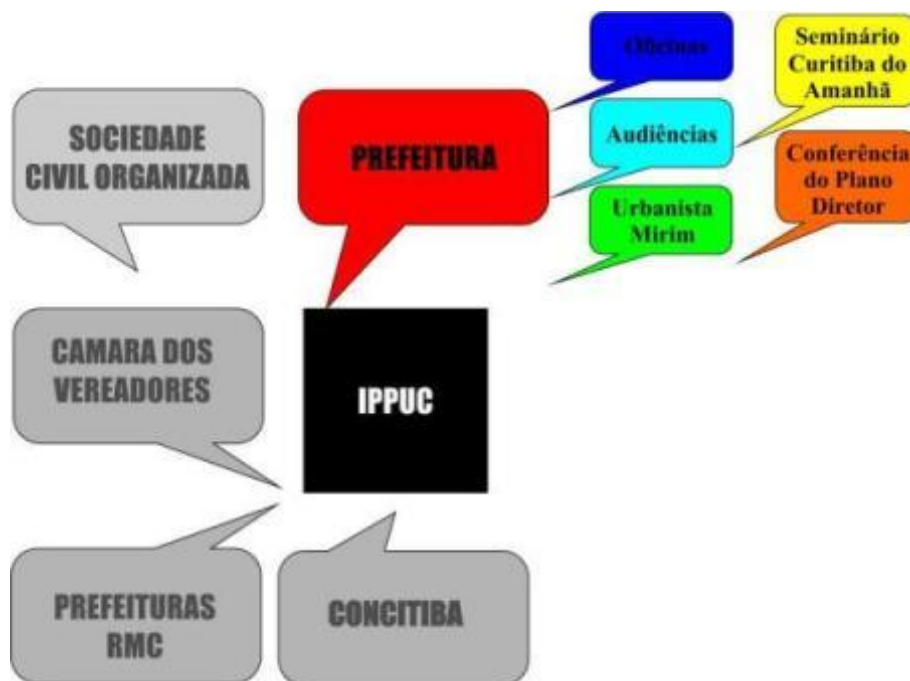 SOCIEDADE
CIVIL ORGANIZADA
PREFEITURA
Oficinas
Seminário
Curitiba do
Amanhã
Audiências
Conferência
do Plano
Diretor
Urbanista
Mirim
CAMARA DOS
VEREADORES
IPPUC
PREFEITURAS
RMC
CONCITIBA